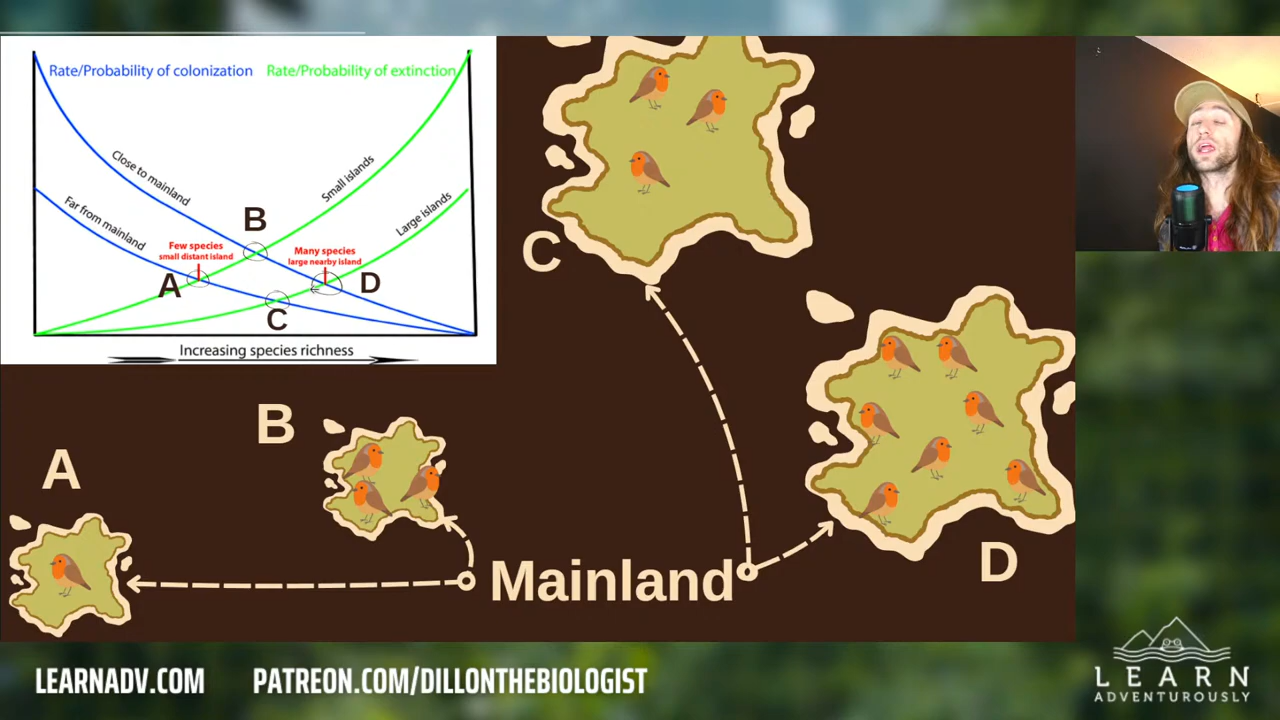 Rate/Probability of colonization
Rate/Probability of extinction
Close to mainland
Small islands
Far from mainland
Large islands
B
Few species
small distant island
Many species
large nearby island
A
D
C
Increasing species richness
C
B
A
Mainland
D
LEARNADV.COM
PATREON.COM/DILLONTHEBIOLOGIST
LEARN
ADVENTUROUSLY